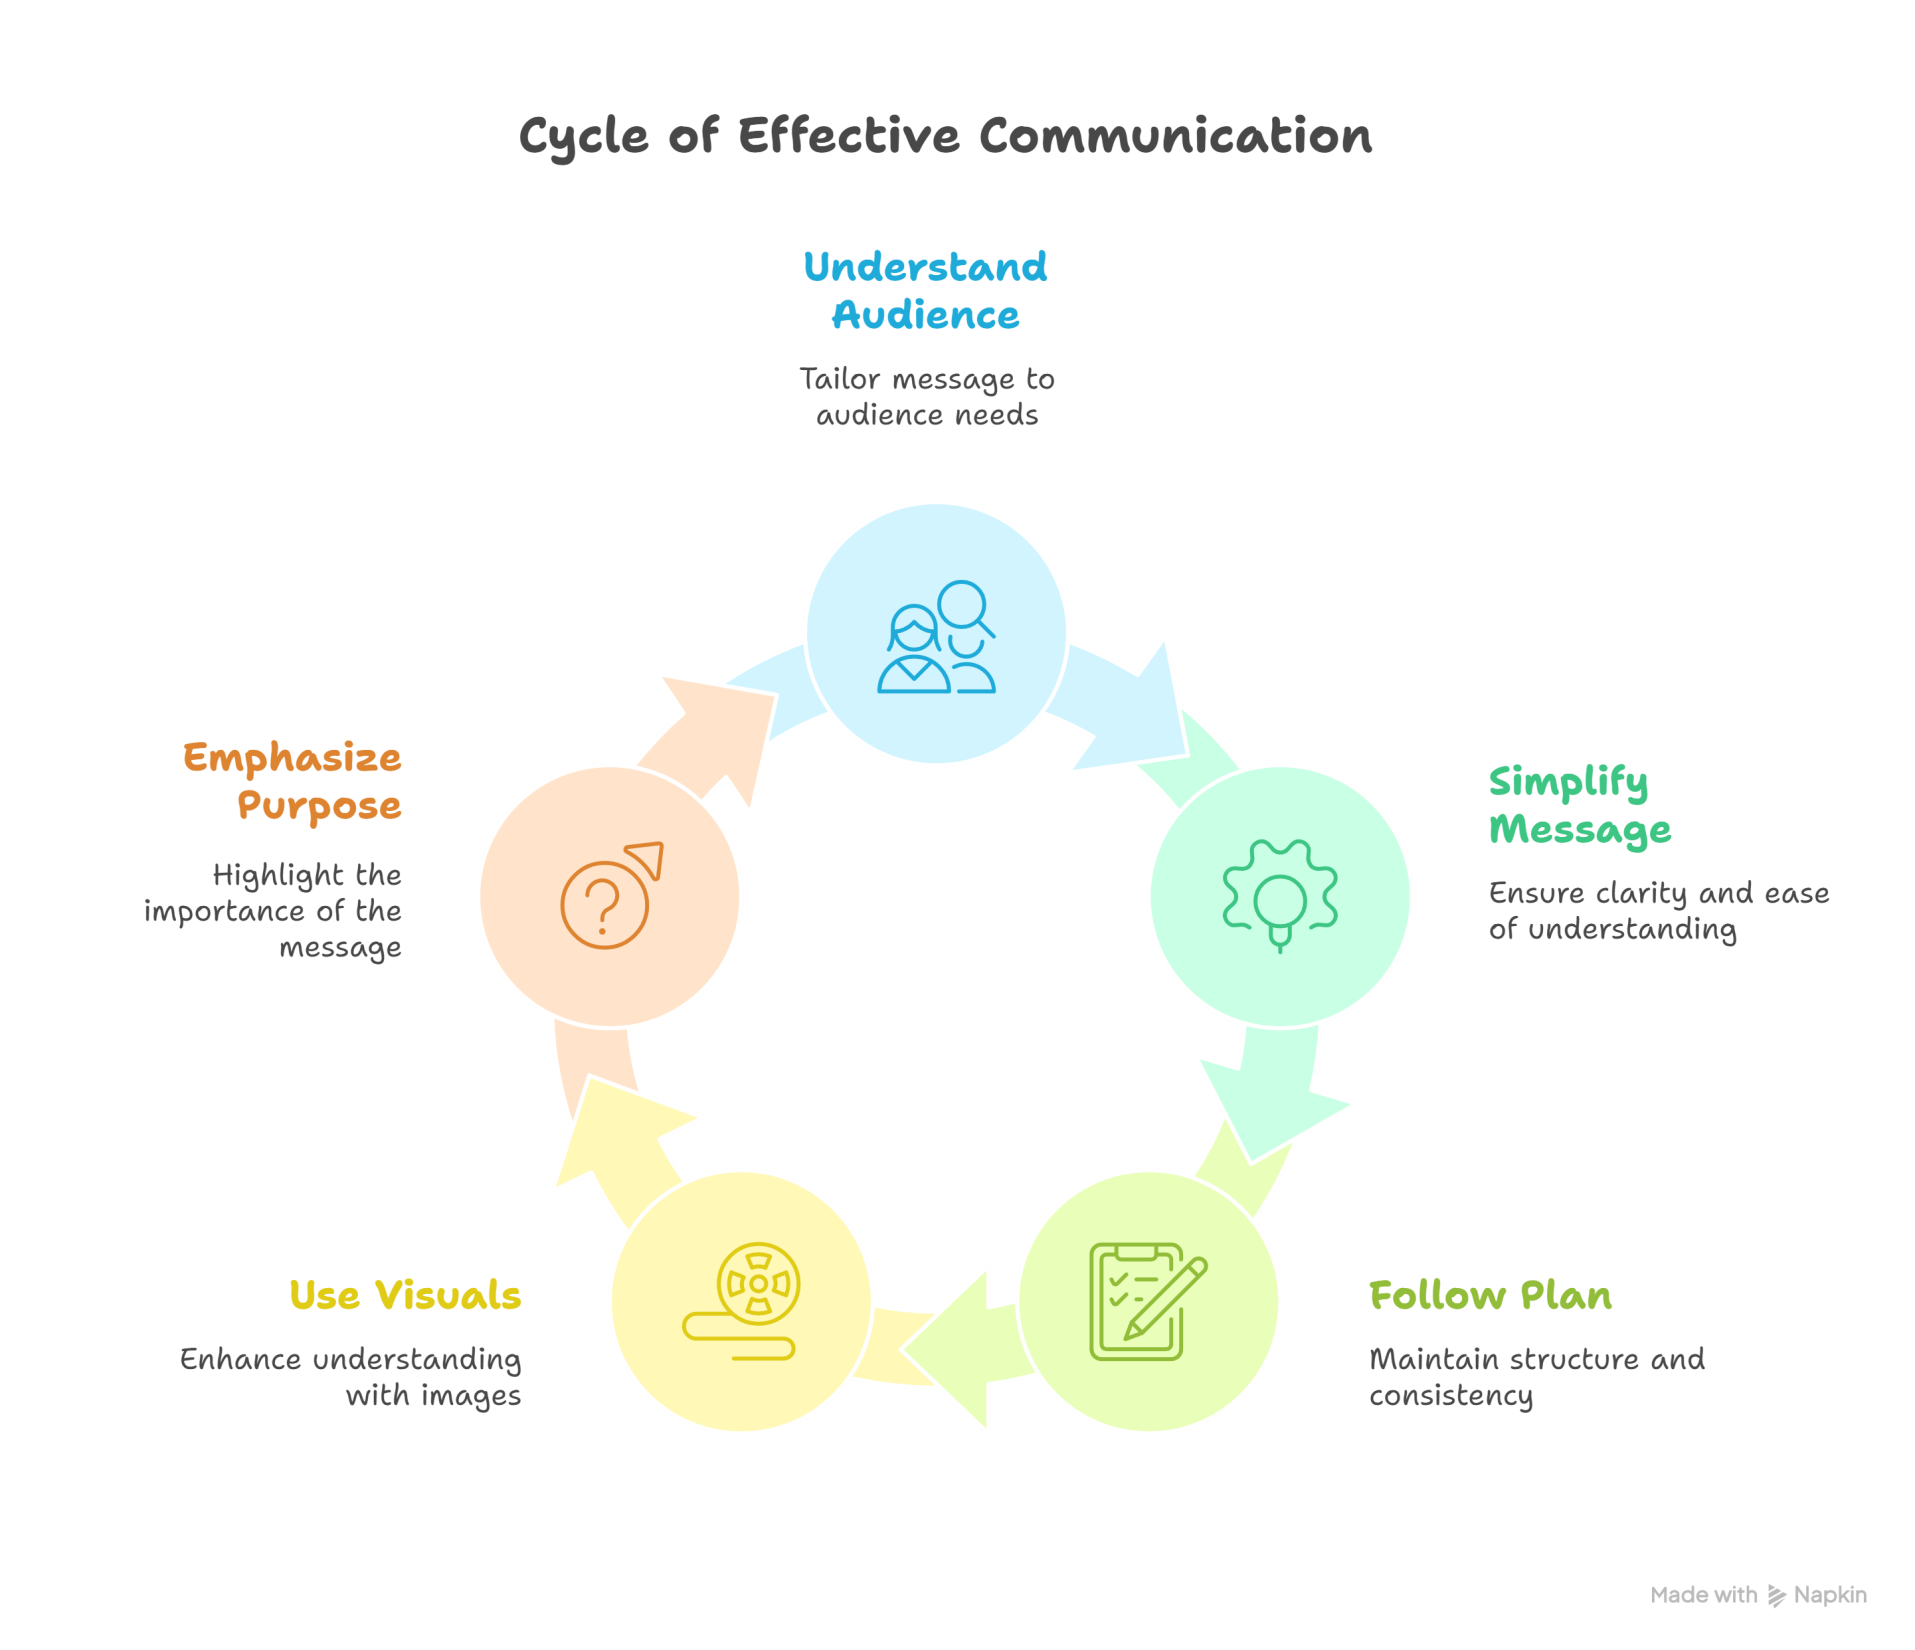 Cycle of Effective Communication
Understand
Audience
Tailor message to
audience needs
Simplify
Message
Ensure clarity and ease
of understanding
Follow Plan
Maintain structure and
consistency
Use Visuals
Enhance understanding
with images
Emphasize
Purpose
Highlight the
importance of the
message
?
Made with Napkin